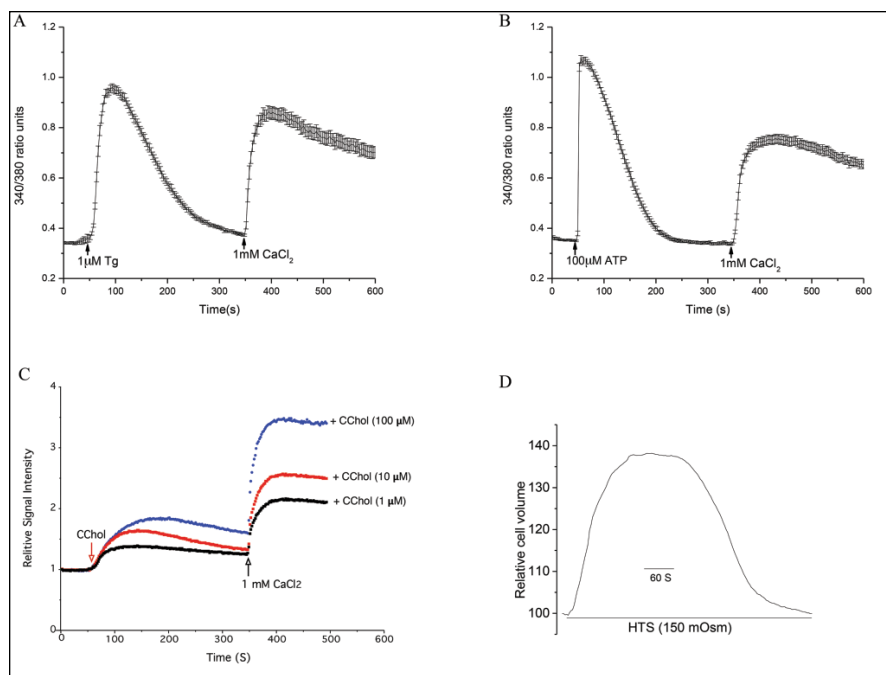 A
340/380 ratio units
1.2
1.0
0.8
0.6
0.4
0.2
1μM Tg
1mM CaCl₂
0 100 200 300 400 500 600
Time(s)
B
340/380 ratio units
1.2
1.0
0.8
0.6
0.4
0.2
100μM ATP
1mM CaCl₂
0 100 200 300 400 500 600
Time (s)
C
Relitive Signal Intensity
4
3
2
1
0
CChol
+ CChol (100 μM)
+ CChol (10 μM)
+ CChol (1 μM)
1 mM CaCl2
0 100 200 300 400 500 600
Time (S)
D
Relative cell volume
140
130
120
110
100
60 S
HTS (150 mOsm)